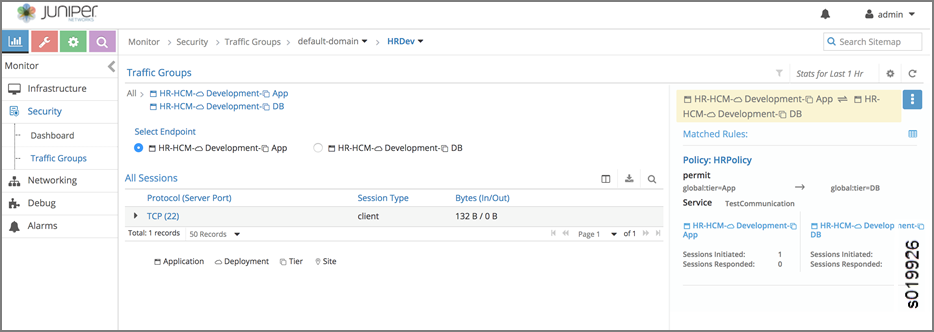 JUNIPER
NETWORKS
admin
Monitor > Security > Traffic Groups > default-domain > HRDev
Search Sitemap
Monitor
Infrastructure
Security
Dashboard
Traffic Groups
Networking
Debug
Alarms
Traffic Groups
Stats for Last 1 Hr
All > HR-HCM- Development- App
HR-HCM- Development- DB
Select Endpoint
HR-HCM- Development- App
HR-HCM- Development- DB
All Sessions
Protocol (Server Port) Session Type Bytes (In/Out)
TCP (22) client 132 B / 0 B
Total: 1 records 50 Records Page 1 of 1
Application Deployment Tier Site
HR-HCM- Development- App ⇌ HR-
HCM- Development- DB
Matched Rules:
Policy: HRPolicy
permit
global:tier=App → global:tier=DB
Service TestCommunication
HR-HCM- Development-
App
Sessions Initiated: 1
Sessions Responded: 0
HR-HCM- Develop ment-
DB
Sessions Initiated:
Sessions Responded:
s019926